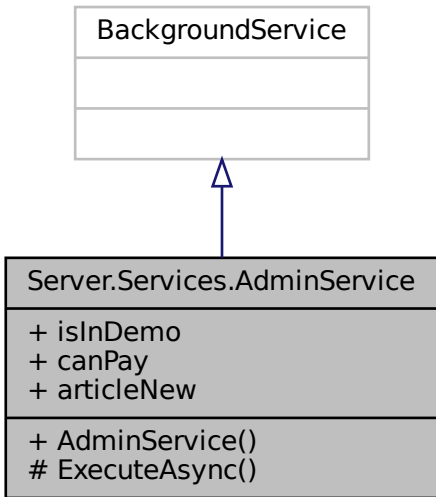 BackgroundService
Server.Services.AdminService
+ isInDemo
+ canPay
+ articleNew
+ AdminService()
# ExecuteAsync()